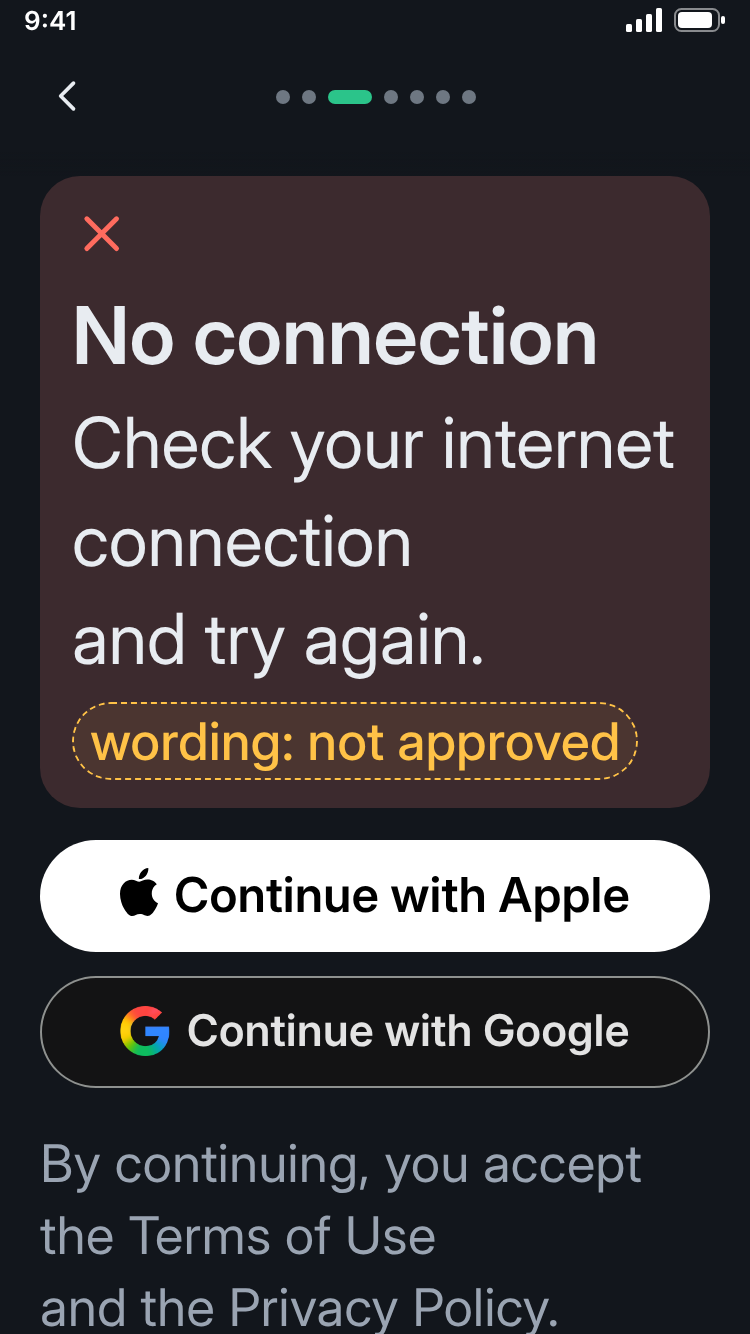 9:41
No connection
Check your internet
connection
and try again.
wording: not approved
Continue with Apple
Continue with Google
By continuing, you accept
the Terms of Use
and the Privacy Policy.